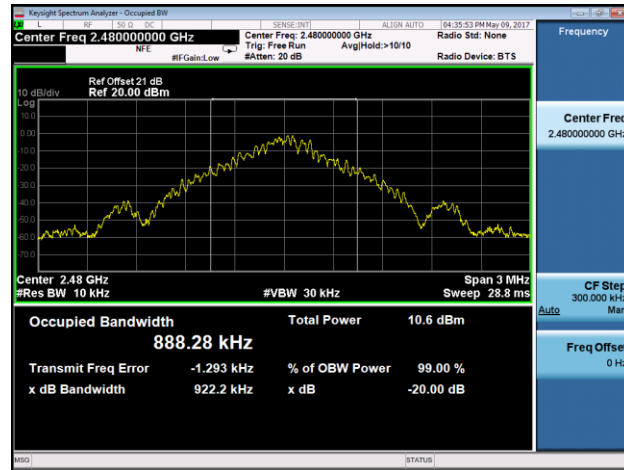 Keysight Spectrum Analyzer - Occupied BW
L RF 50 Ω DC SENSE:INT ALIGN AUTO 04:35:53 PM May 09, 2017
Center Freq 2.480000000 GHz Center Freq: 2.480000000 GHz Radio Std: None Frequency
NFE Trig: Free Run Avg|Hold:>10/10
#IFGain:Low #Atten: 20 dB Radio Device: BTS
Ref Offset 21 dB
10 dB/div Ref 20.00 dBm
Log
10.0
0.00
-10.0
-20.0
-30.0
-40.0
-50.0
-60.0
-70.0
Center Freq
2.480000000 GHz
Center 2.48 GHz Span 3 MHz
#Res BW 10 kHz #VBW 30 kHz Sweep 28.8 ms
CF Step
300.000 kHz
Auto Man
Occupied Bandwidth Total Power 10.6 dBm
888.28 kHz
Transmit Freq Error -1.293 kHz % of OBW Power 99.00 %
x dB Bandwidth 922.2 kHz x dB -20.00 dB
Freq Offset
0 Hz
MSG STATUS